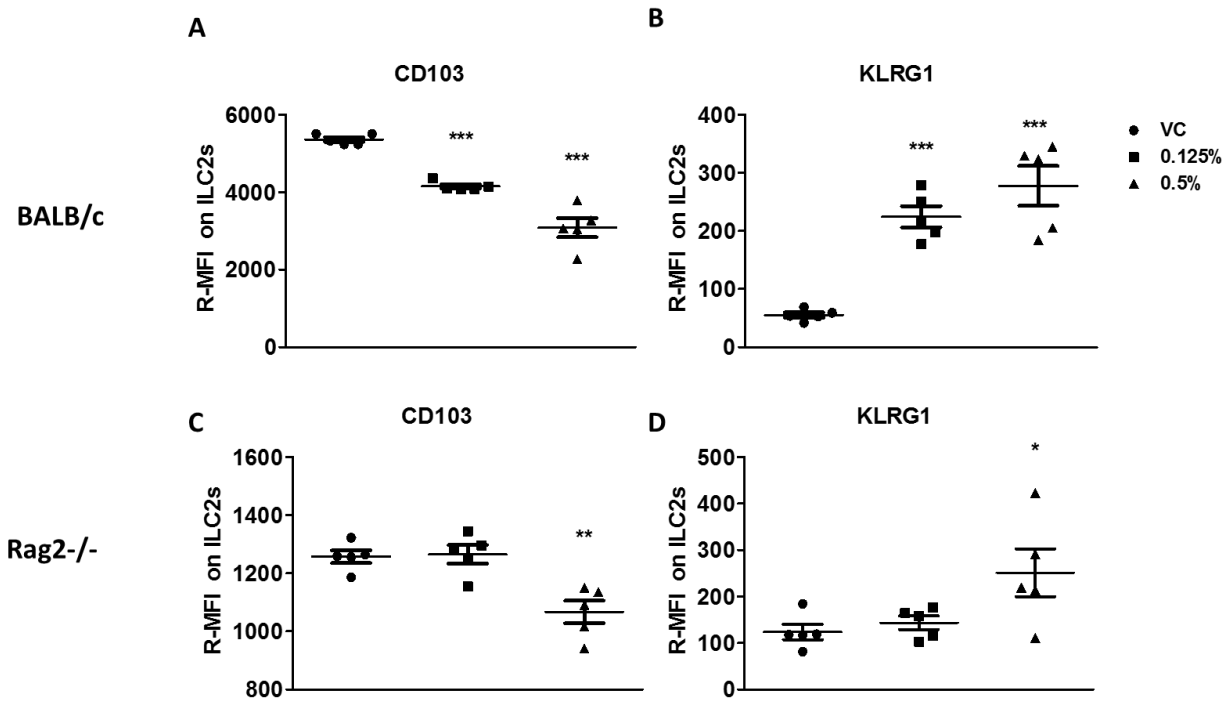 A
B
CD103
KLRG1
BALB/c
R-MFI on ILC2s
6000
4000
2000
0
***
***
R-MFI on ILC2s
400
300
200
100
0
***
***
VC
0.125%
0.5%
C
D
CD103
KLRG1
Rag2-/-
R-MFI on ILC2s
1600
1400
1200
1000
800
**
R-MFI on ILC2s
500
400
300
200
100
0
*